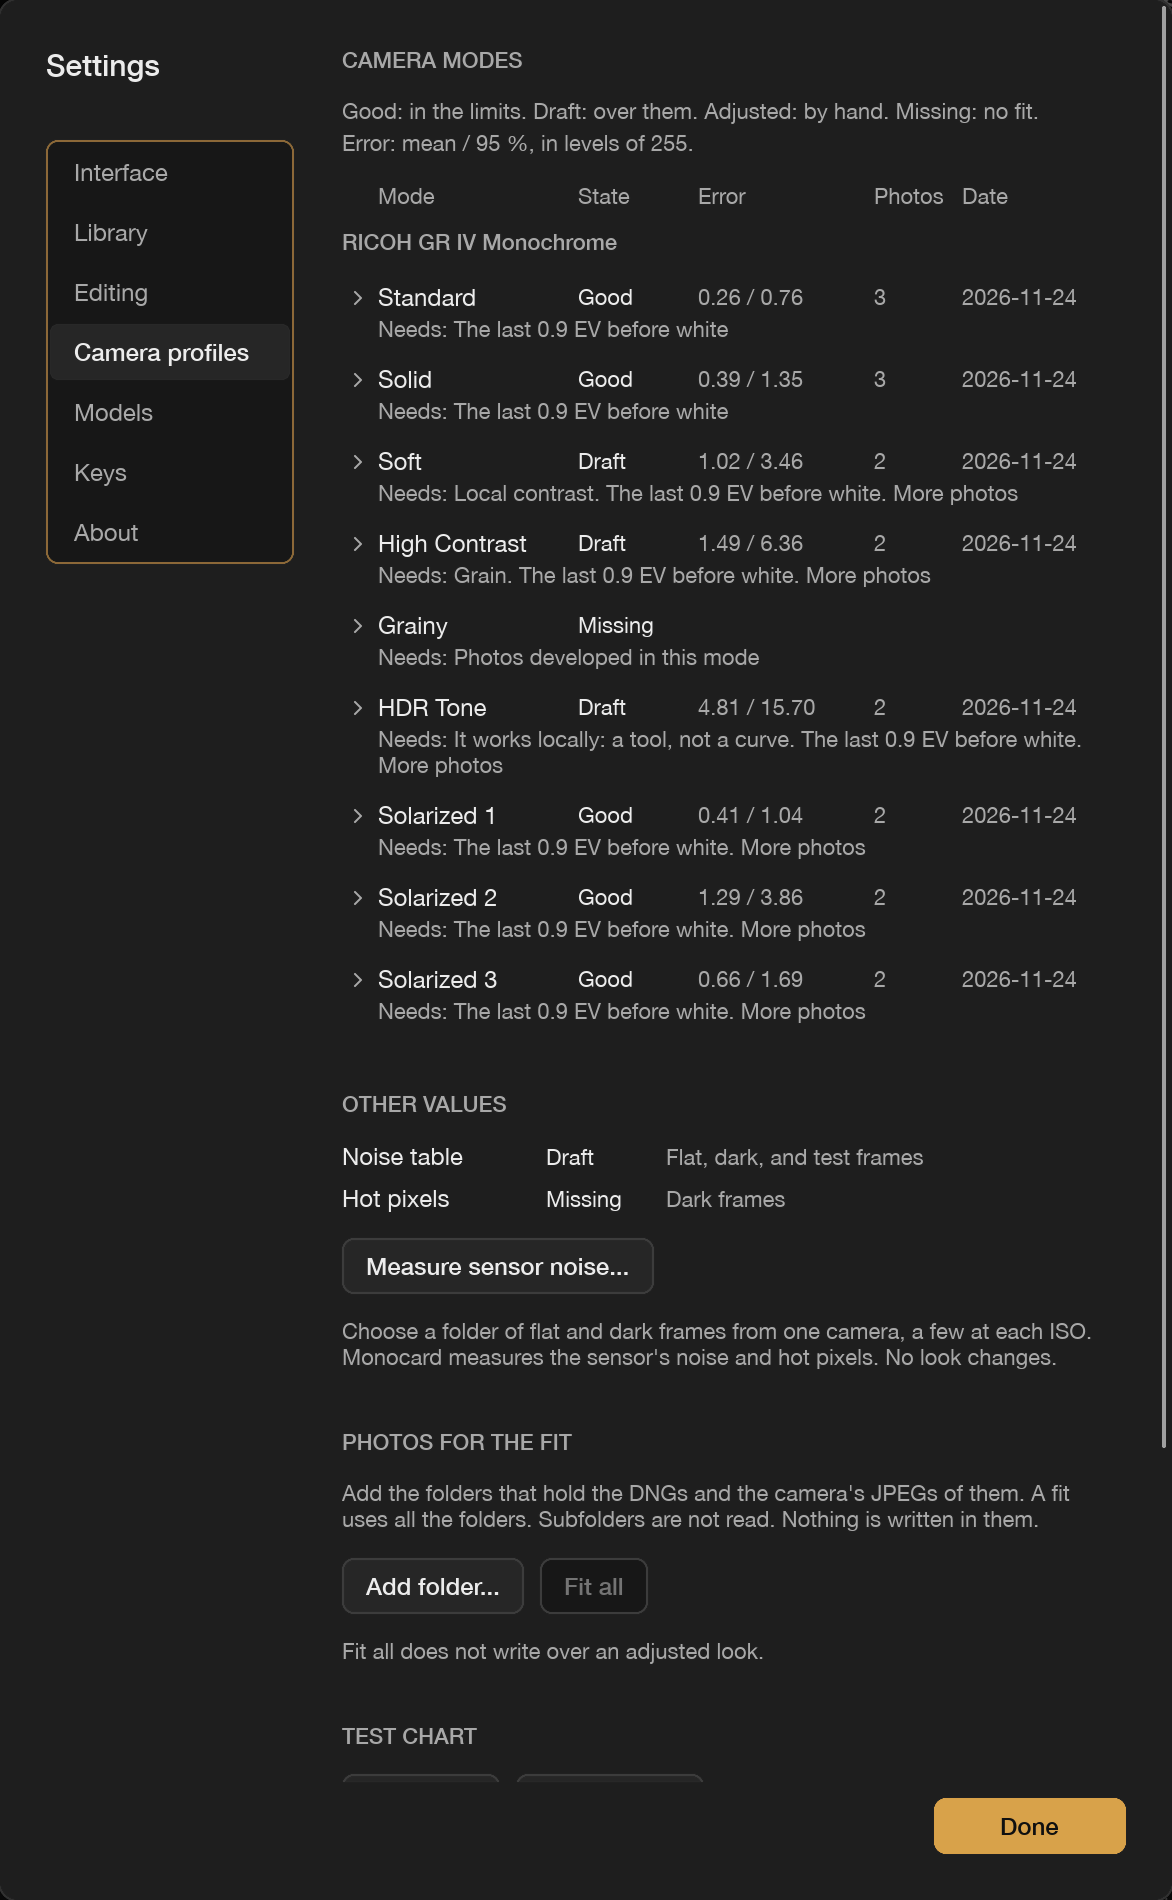 Settings
Interface
Library
Editing
Camera profiles
Models
Keys
About
CAMERA MODES
Good: in the limits. Draft: over them. Adjusted: by hand. Missing: no fit.
Error: mean / 95 %, in levels of 255.
Mode State Error Photos Date
RICOH GR IV Monochrome
Standard Good 0.26 / 0.76 3 2026-11-24
Needs: The last 0.9 EV before white
Solid Good 0.39 / 1.35 3 2026-11-24
Needs: The last 0.9 EV before white
Soft Draft 1.02 / 3.46 2 2026-11-24
Needs: Local contrast. The last 0.9 EV before white. More photos
High Contrast Draft 1.49 / 6.36 2 2026-11-24
Needs: Grain. The last 0.9 EV before white. More photos
Grainy Missing
Needs: Photos developed in this mode
HDR Tone Draft 4.81 / 15.70 2 2026-11-24
Needs: It works locally: a tool, not a curve. The last 0.9 EV before white.
More photos
Solarized 1 Good 0.41 / 1.04 2 2026-11-24
Needs: The last 0.9 EV before white. More photos
Solarized 2 Good 1.29 / 3.86 2 2026-11-24
Needs: The last 0.9 EV before white. More photos
Solarized 3 Good 0.66 / 1.69 2 2026-11-24
Needs: The last 0.9 EV before white. More photos
OTHER VALUES
Noise table Draft Flat, dark, and test frames
Hot pixels Missing Dark frames
Measure sensor noise...
Choose a folder of flat and dark frames from one camera, a few at each ISO.
Monocard measures the sensor's noise and hot pixels. No look changes.
PHOTOS FOR THE FIT
Add the folders that hold the DNGs and the camera's JPEGs of them. A fit
uses all the folders. Subfolders are not read. Nothing is written in them.
Add folder... Fit all
Fit all does not write over an adjusted look.
TEST CHART
Done